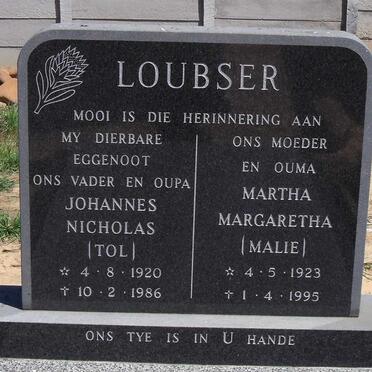 LOUBSER
MOOI IS DIE HERINNERING AAN
MY DIERBARE
EGGENOOT
ONS VADER EN OUPA
JOHANNES
NICHOLAS
(TOL)
☆ 4 · 8 · 1920
✝ 10 · 2 · 1986
ONS MOEDER
EN OUMA
MARTHA
MARGARETHA
(MALIE)
☆ 4 · 5 · 1923
✝ 1 · 4 · 1995
ONS TYE IS IN U HANDE